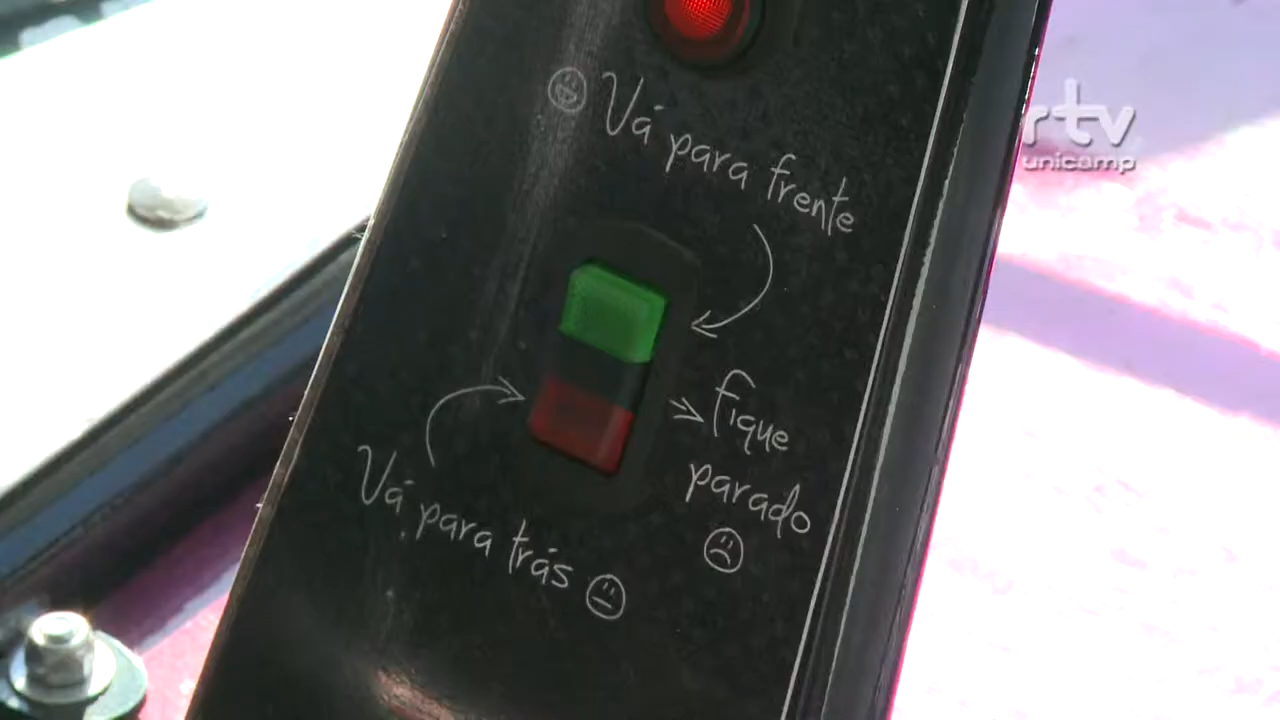 Vá para frente
rtv
unicamp
fique
parado
Vá para trás